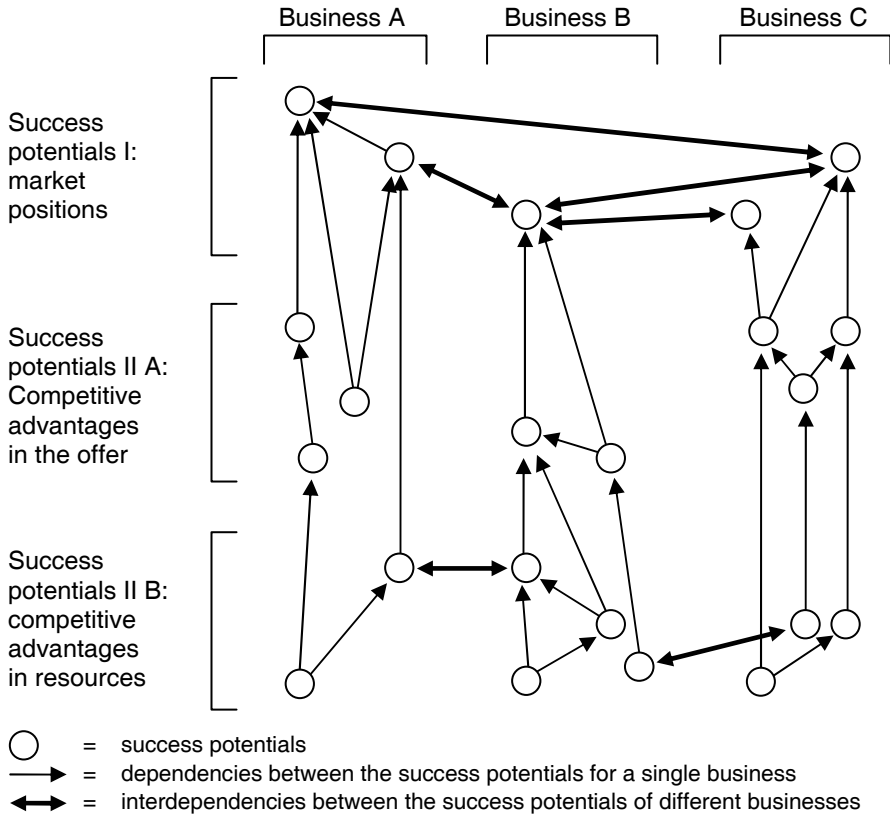 Business A
Business B
Business C
Success
potentials I:
market
positions
Success
potentials II A:
Competitive
advantages
in the offer
Success
potentials II B:
competitive
advantages
in resources
= success potentials
= dependencies between the success potentials for a single business
= interdependencies between the success potentials of different businesses